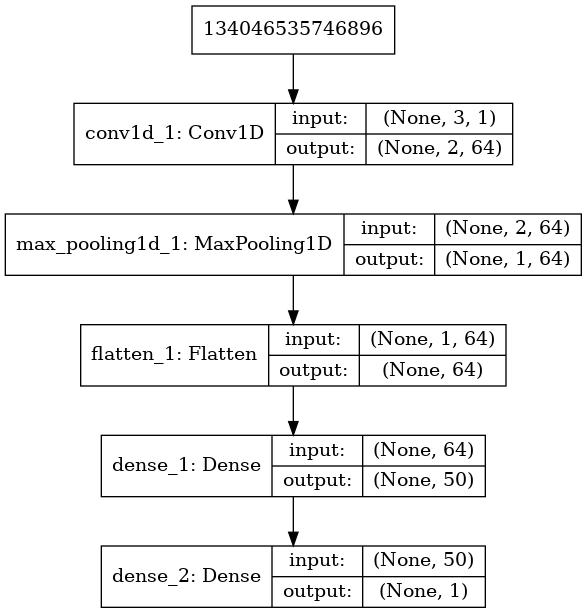 134046535746896
conv1d_1: Conv1D
input:
(None, 3, 1)
output:
(None, 2, 64)
max_pooling1d_1: MaxPooling1D
input:
(None, 2, 64)
output:
(None, 1, 64)
flatten_1: Flatten
input:
(None, 1, 64)
output:
(None, 64)
dense_1: Dense
input:
(None, 64)
output:
(None, 50)
dense_2: Dense
input:
(None, 50)
output:
(None, 1)